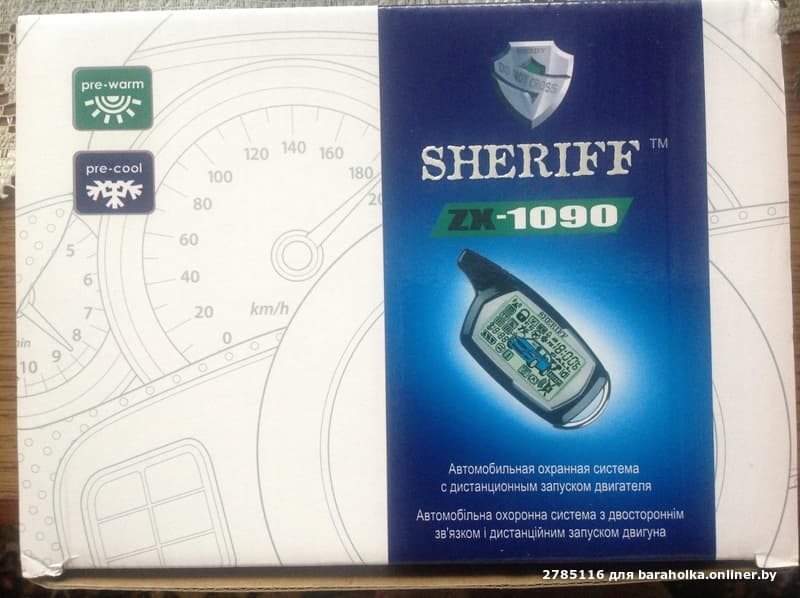 pre-warm
pre-cool
SHERIFF
DO NOT CROSS
SHERIFF™
ZX-1090
0
20
40
60
80
100
120
140
160
180
km/h
5
6
7
8
9
10
SHERIFF
Автомобильная охранная система
с дистанционным запуском двигателя
Автомобільна охоронна система з двостороннім
зв'язком і дистанційним запуском двигуна
2785116 для baraholka.onliner.by